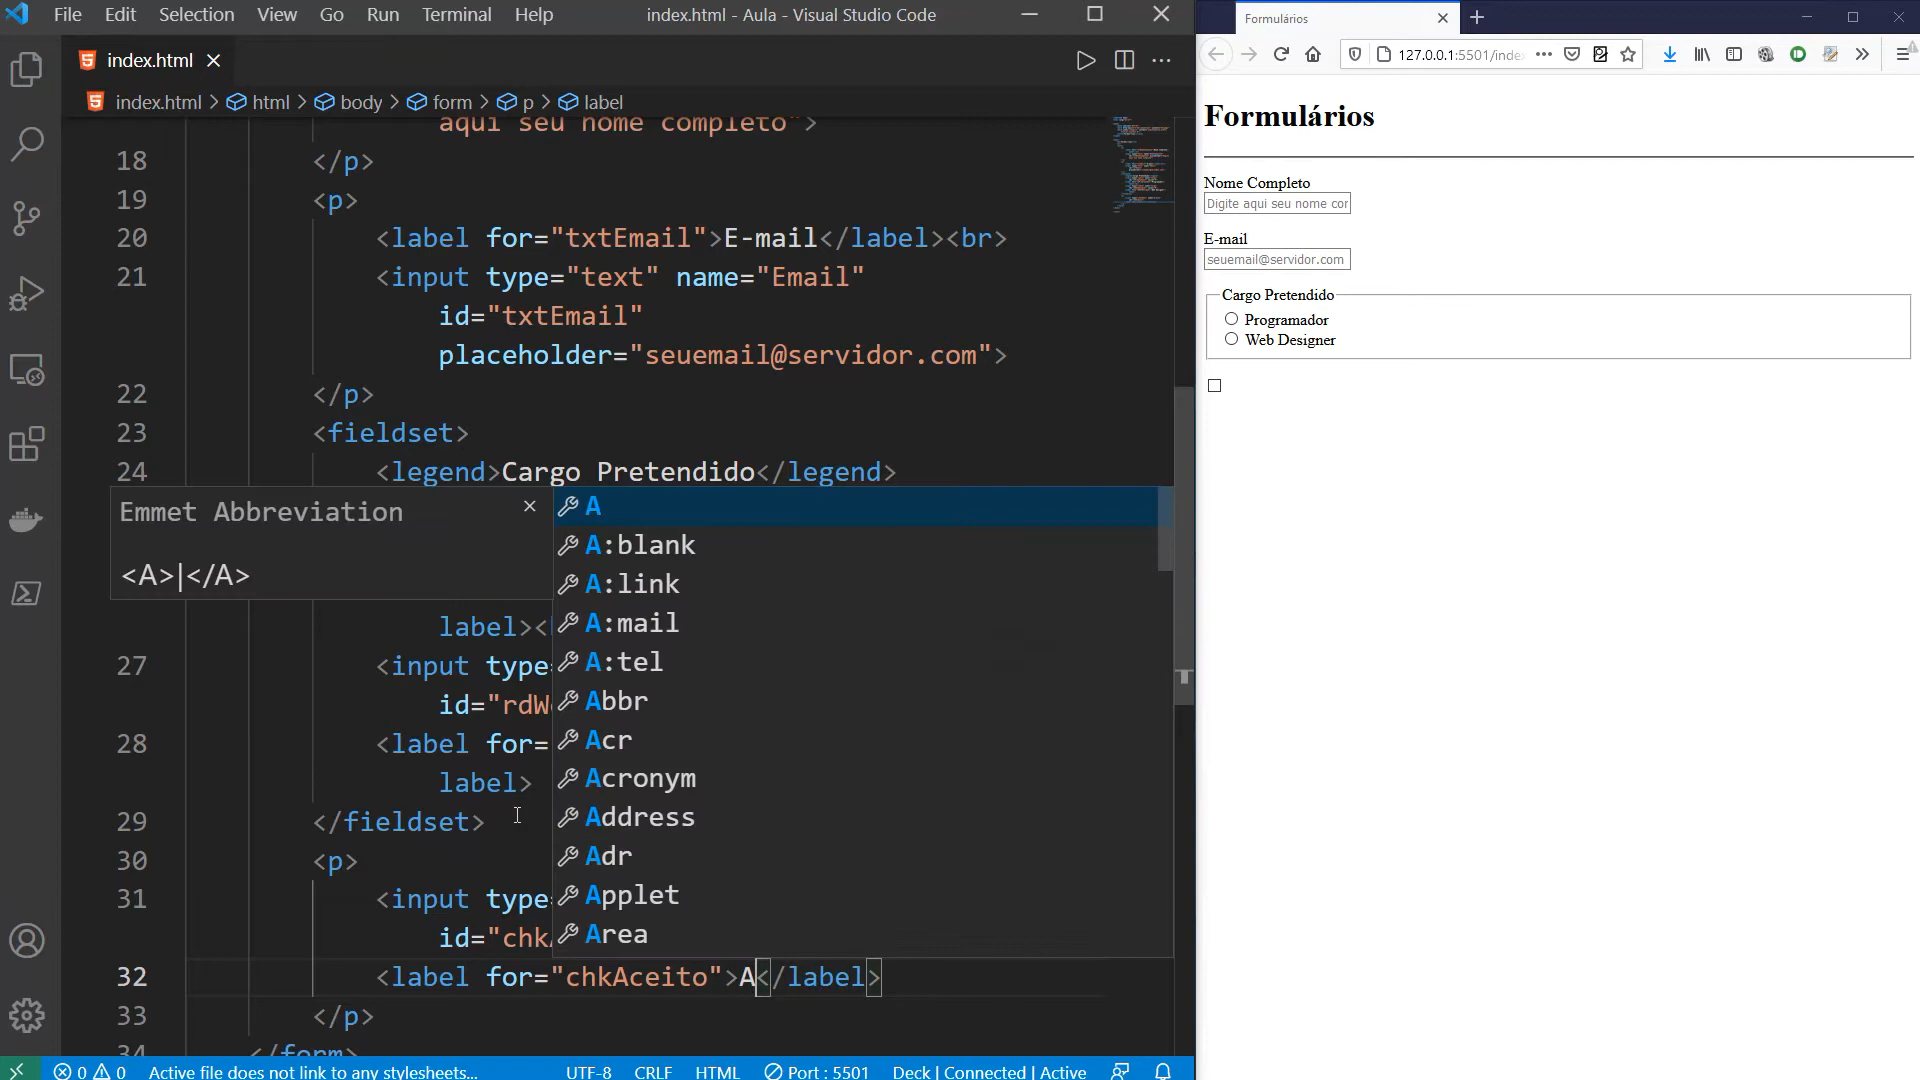 File Edit Selection View Go Run Terminal Help index.html - Aula - Visual Studio Code
index.html
index.html > html > body > form > p > label
aqui seu nome completo">
18 </p>
19 <p>
20 <label for="txtEmail">E-mail</label><br>
21 <input type="text" name="Email"
id="txtEmail"
placeholder="seuemail@servidor.com">
22 </p>
23 <fieldset>
24 <legend>Cargo Pretendido</legend>
Emmet Abbreviation
<A>|</A>
A
A:blank
A:link
A:mail
A:tel
Abbr
Acr
Acronym
Address
Adr
Applet
Area
label><
27 <input type=
id="rdW
28 <label for=
label>
29 </fieldset>
30 <p>
31 <input type=
id="chk
32 <label for="chkAceito">A</label>
33 </p>
34 </form>
0 0 Active file does not link to any stylesheets... UTF-8 CRLF HTML Port : 5501 Deck | Connected | Active
Formulários
127.0.0.1:5501/inde
Formulários
Nome Completo
Digite aqui seu nome cor
E-mail
seuemail@servidor.com
Cargo Pretendido
Programador
Web Designer